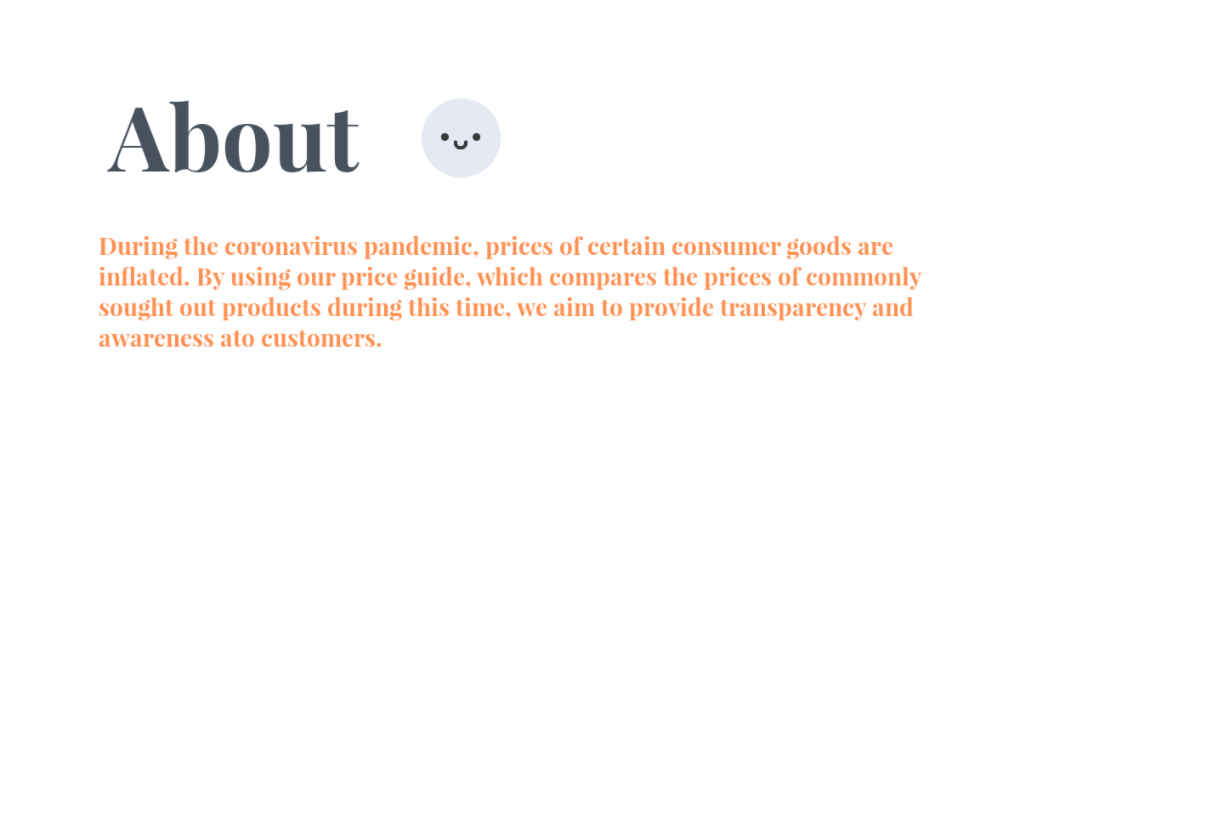 About
During the coronavirus pandemic, prices of certain consumer goods are
inflated. By using our price guide, which compares the prices of commonly
sought out products during this time, we aim to provide transparency and
awareness ato customers.